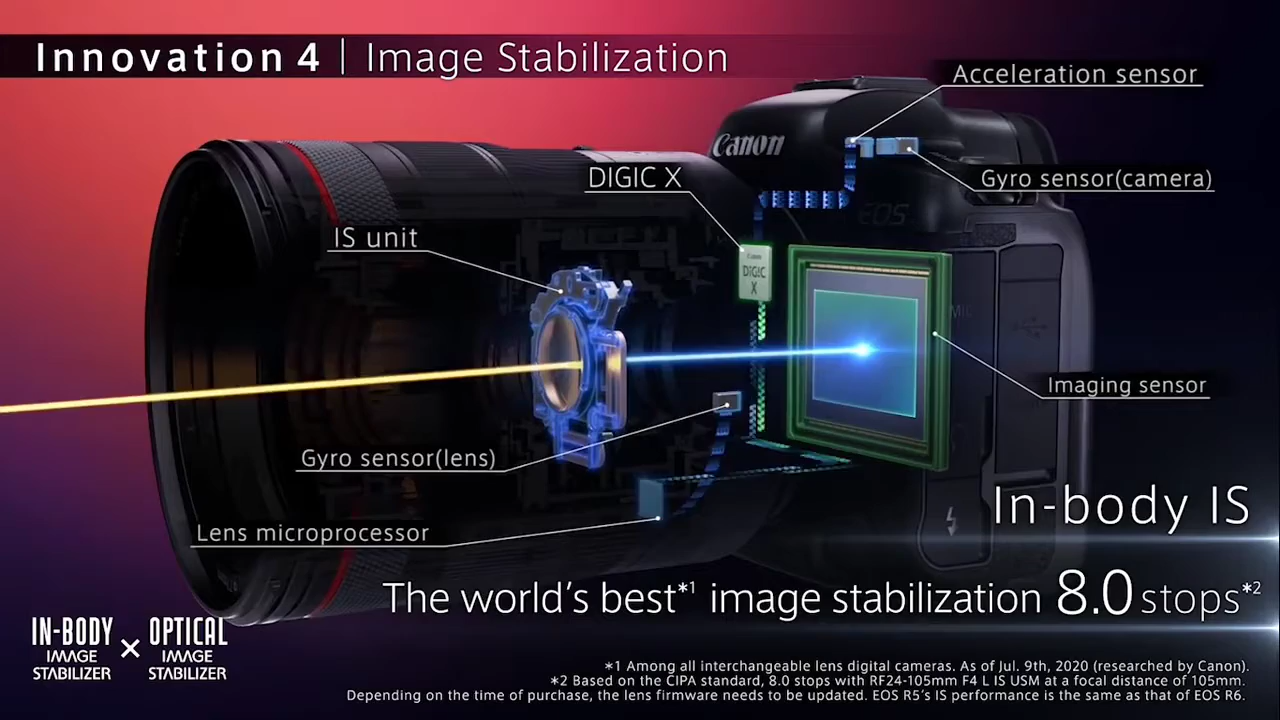 Innovation 4 | Image Stabilization
Acceleration sensor
Canon
DIGIC X
Gyro sensor(camera)
EOS
IS unit
Canon
DIGIC
X
MIC
Imaging sensor
Gyro sensor(lens)
In-body IS
Lens microprocessor
The world's best*1 image stabilization 8.0 stops*2
IN-BODY
IMAGE
STABILIZER
×
OPTICAL
IMAGE
STABILIZER
*1 Among all interchangeable lens digital cameras. As of Jul. 9th, 2020 (researched by Canon).
*2 Based on the CIPA standard, 8.0 stops with RF24-105mm F4 L IS USM at a focal distance of 105mm.
Depending on the time of purchase, the lens firmware needs to be updated. EOS R5's IS performance is the same as that of EOS R6.